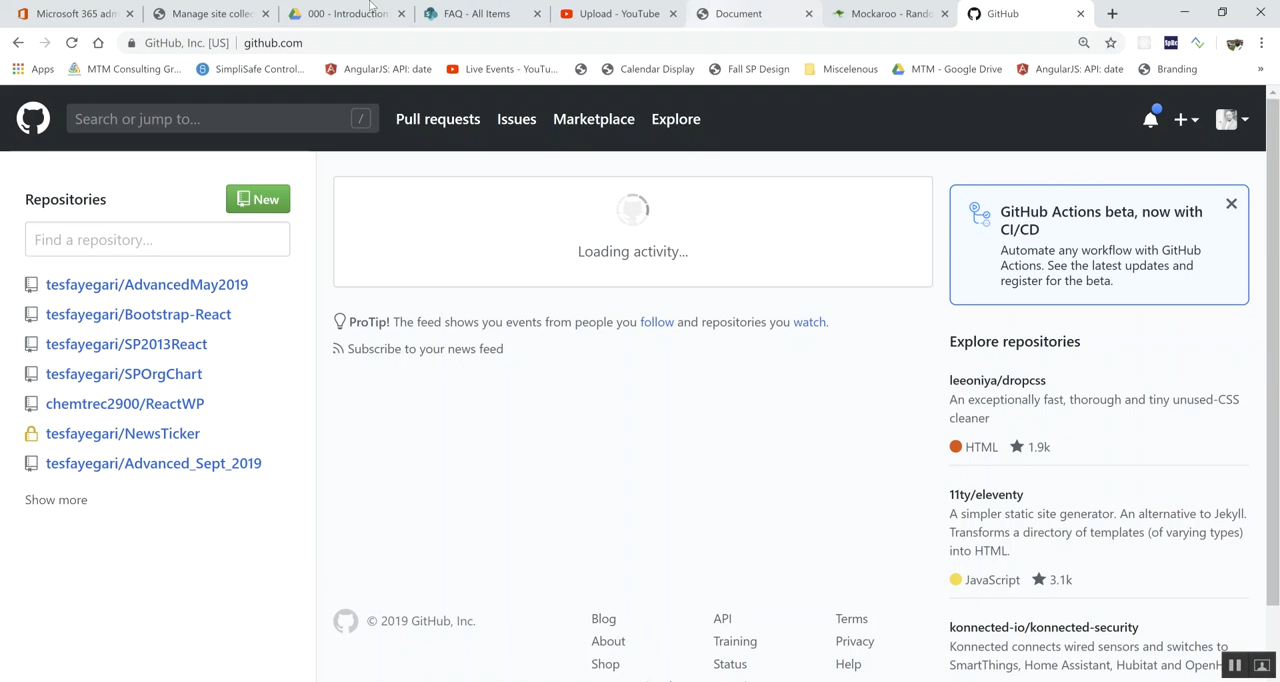 Microsoft 365 adm
Manage site collec
000 - Introduction
FAQ - All Items
Upload - YouTube
Document
Mockaroo - Rando
GitHub
GitHub, Inc. [US]
github.com
Apps
MTM Consulting Gr...
SimpliSafe Control...
AngularJS: API: date
Live Events - YouTu...
Calendar Display
Fall SP Design
Miscelenous
MTM - Google Drive
AngularJS: API: date
Branding
»
Search or jump to...
/
Pull requests
Issues
Marketplace
Explore
Repositories
New
Find a repository...
tesfayegari/AdvancedMay2019
tesfayegari/Bootstrap-React
tesfayegari/SP2013React
tesfayegari/SPOrgChart
chemtrec2900/ReactWP
tesfayegari/NewsTicker
tesfayegari/Advanced_Sept_2019
Show more
Loading activity...
ProTip! The feed shows you events from people you follow and repositories you watch.
Subscribe to your news feed
GitHub Actions beta, now with
CI/CD
Automate any workflow with GitHub
Actions. See the latest updates and
register for the beta.
Explore repositories
leeoniya/dropcss
An exceptionally fast, thorough and tiny unused-CSS
cleaner
HTML
1.9k
11ty/eleventy
A simpler static site generator. An alternative to Jekyll.
Transforms a directory of templates (of varying types)
into HTML.
JavaScript
3.1k
konnected-io/konnected-security
Konnected connects wired sensors and switches to
SmartThings, Home Assistant, Hubitat and OpenH
© 2019 GitHub, Inc.
Blog
About
Shop
API
Training
Status
Terms
Privacy
Help